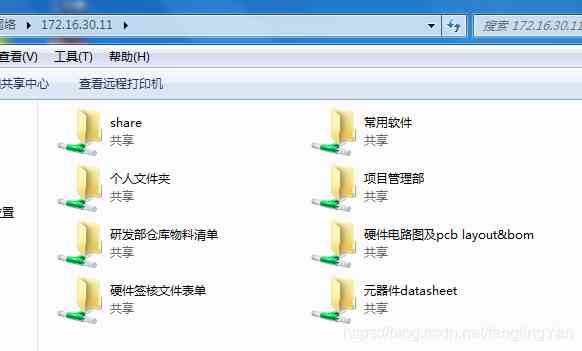 网络 ▸ 172.16.30.11 ▸
搜索 172.16.30.11
查看(V) 工具(T) 帮助(H)
共享中心 查看远程打印机
share
共享
常用软件
共享
个人文件夹
共享
项目管理部
共享
位置
研发部仓库物料清单
共享
硬件电路图及pcb layout&bom
共享
硬件签核文件表单
共享
元器件datasheet
共享
https://blog.csdn.net/fanglingyan